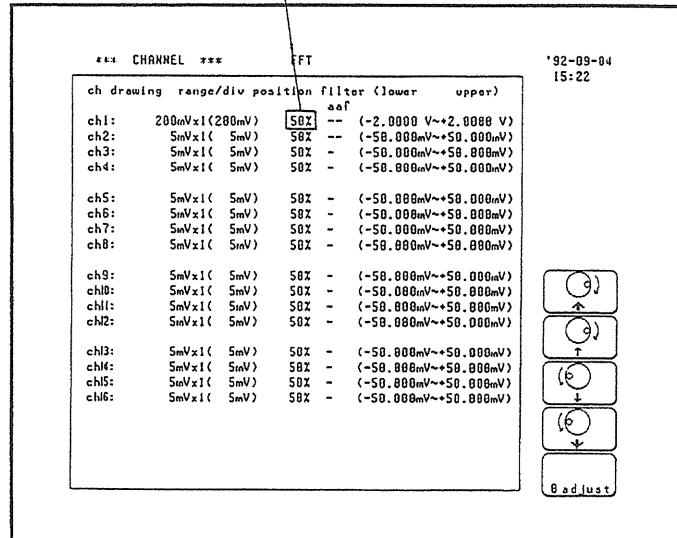 *** CHANNEL *** FFT '92-09-04
15:22
ch drawing range/div position filter (lower upper)
aaf
ch1: 200mVx1(200mV) 50% -- (-2.0000 V~+2.0000 V)
ch2: 5mVx1( 5mV) 50% -- (-50.000mV~+50.000mV)
ch3: 5mVx1( 5mV) 50% - (-50.000mV~+50.000mV)
ch4: 5mVx1( 5mV) 50% - (-50.000mV~+50.000mV)
ch5: 5mVx1( 5mV) 50% - (-50.000mV~+50.000mV)
ch6: 5mVx1( 5mV) 50% - (-50.000mV~+50.000mV)
ch7: 5mVx1( 5mV) 50% - (-50.000mV~+50.000mV)
ch8: 5mVx1( 5mV) 50% - (-50.000mV~+50.000mV)
ch9: 5mVx1( 5mV) 50% - (-50.000mV~+50.000mV)
ch10: 5mVx1( 5mV) 50% - (-50.000mV~+50.000mV)
ch11: 5mVx1( 5mV) 50% - (-50.000mV~+50.000mV)
ch12: 5mVx1( 5mV) 50% - (-50.000mV~+50.000mV)
ch13: 5mVx1( 5mV) 50% - (-50.000mV~+50.000mV)
ch14: 5mVx1( 5mV) 50% - (-50.000mV~+50.000mV)
ch15: 5mVx1( 5mV) 50% - (-50.000mV~+50.000mV)
ch16: 5mVx1( 5mV) 50% - (-50.000mV~+50.000mV)
↑
↑
↓
↓
0 adjust